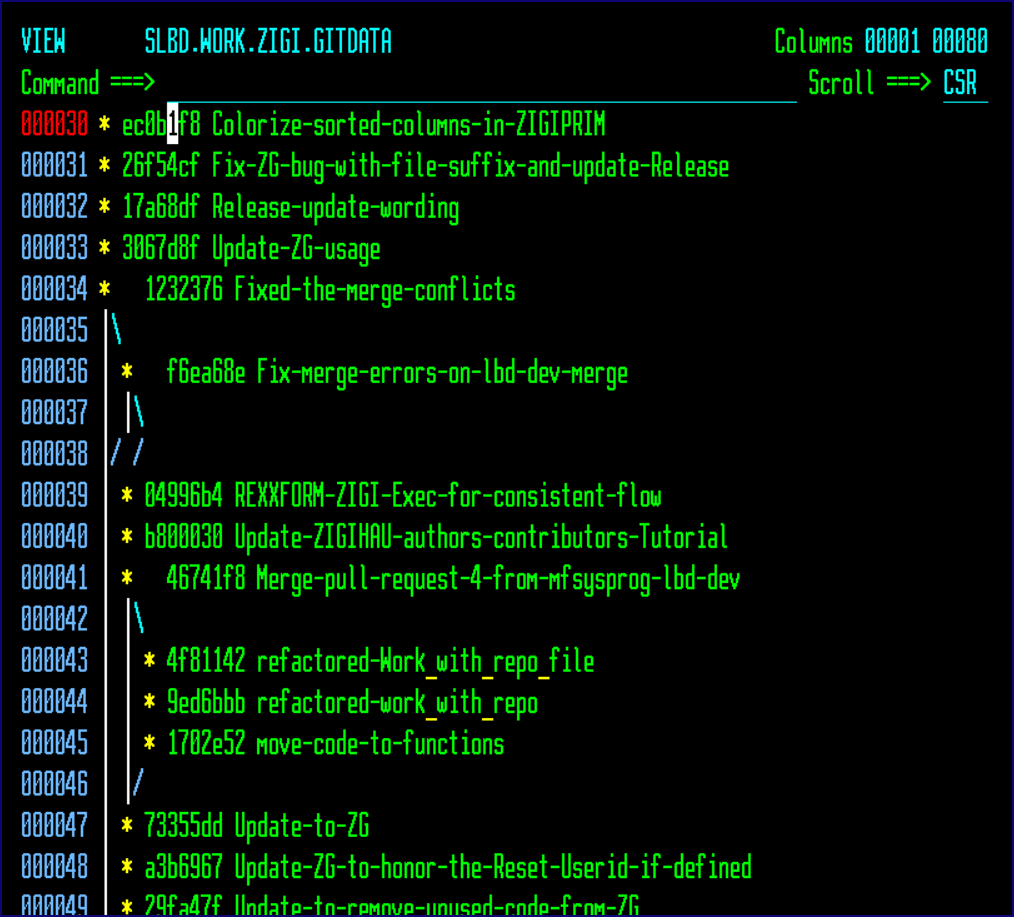 VIEW SLBD.WORK.ZIGI.GITDATA Columns 00001 00080
Command ===> Scroll ===> CSR
000030 * ec0b1f8 Colorize-sorted-columns-in-ZIGIPRIM
000031 * 26f54cf Fix-ZG-bug-with-file-suffix-and-update-Release
000032 * 17a68df Release-update-wording
000033 * 3067d8f Update-ZG-usage
000034 *   1232376 Fixed-the-merge-conflicts
000035 |\
000036 | *   f6ea68e Fix-merge-errors-on-lbd-dev-merge
000037 | |\
000038 |/ /
000039 | * 04996b4 REXXFORM-ZIGI-Exec-for-consistent-flow
000040 | * b800030 Update-ZIGIHAU-authors-contributors-Tutorial
000041 | *   46741f8 Merge-pull-request-4-from-mfsysprog-lbd-dev
000042 | |\
000043 | | * 4f81142 refactored-Work_with_repo_file
000044 | | * 9ed6bbb refactored-work_with_repo
000045 | | * 1702e52 move-code-to-functions
000046 | |/
000047 | * 73355dd Update-to-ZG
000048 | * a3b6967 Update-ZG-to-honor-the-Reset-Userid-if-defined
000049 | * 29fa47f Update-to-remove-unused-code-from-ZG